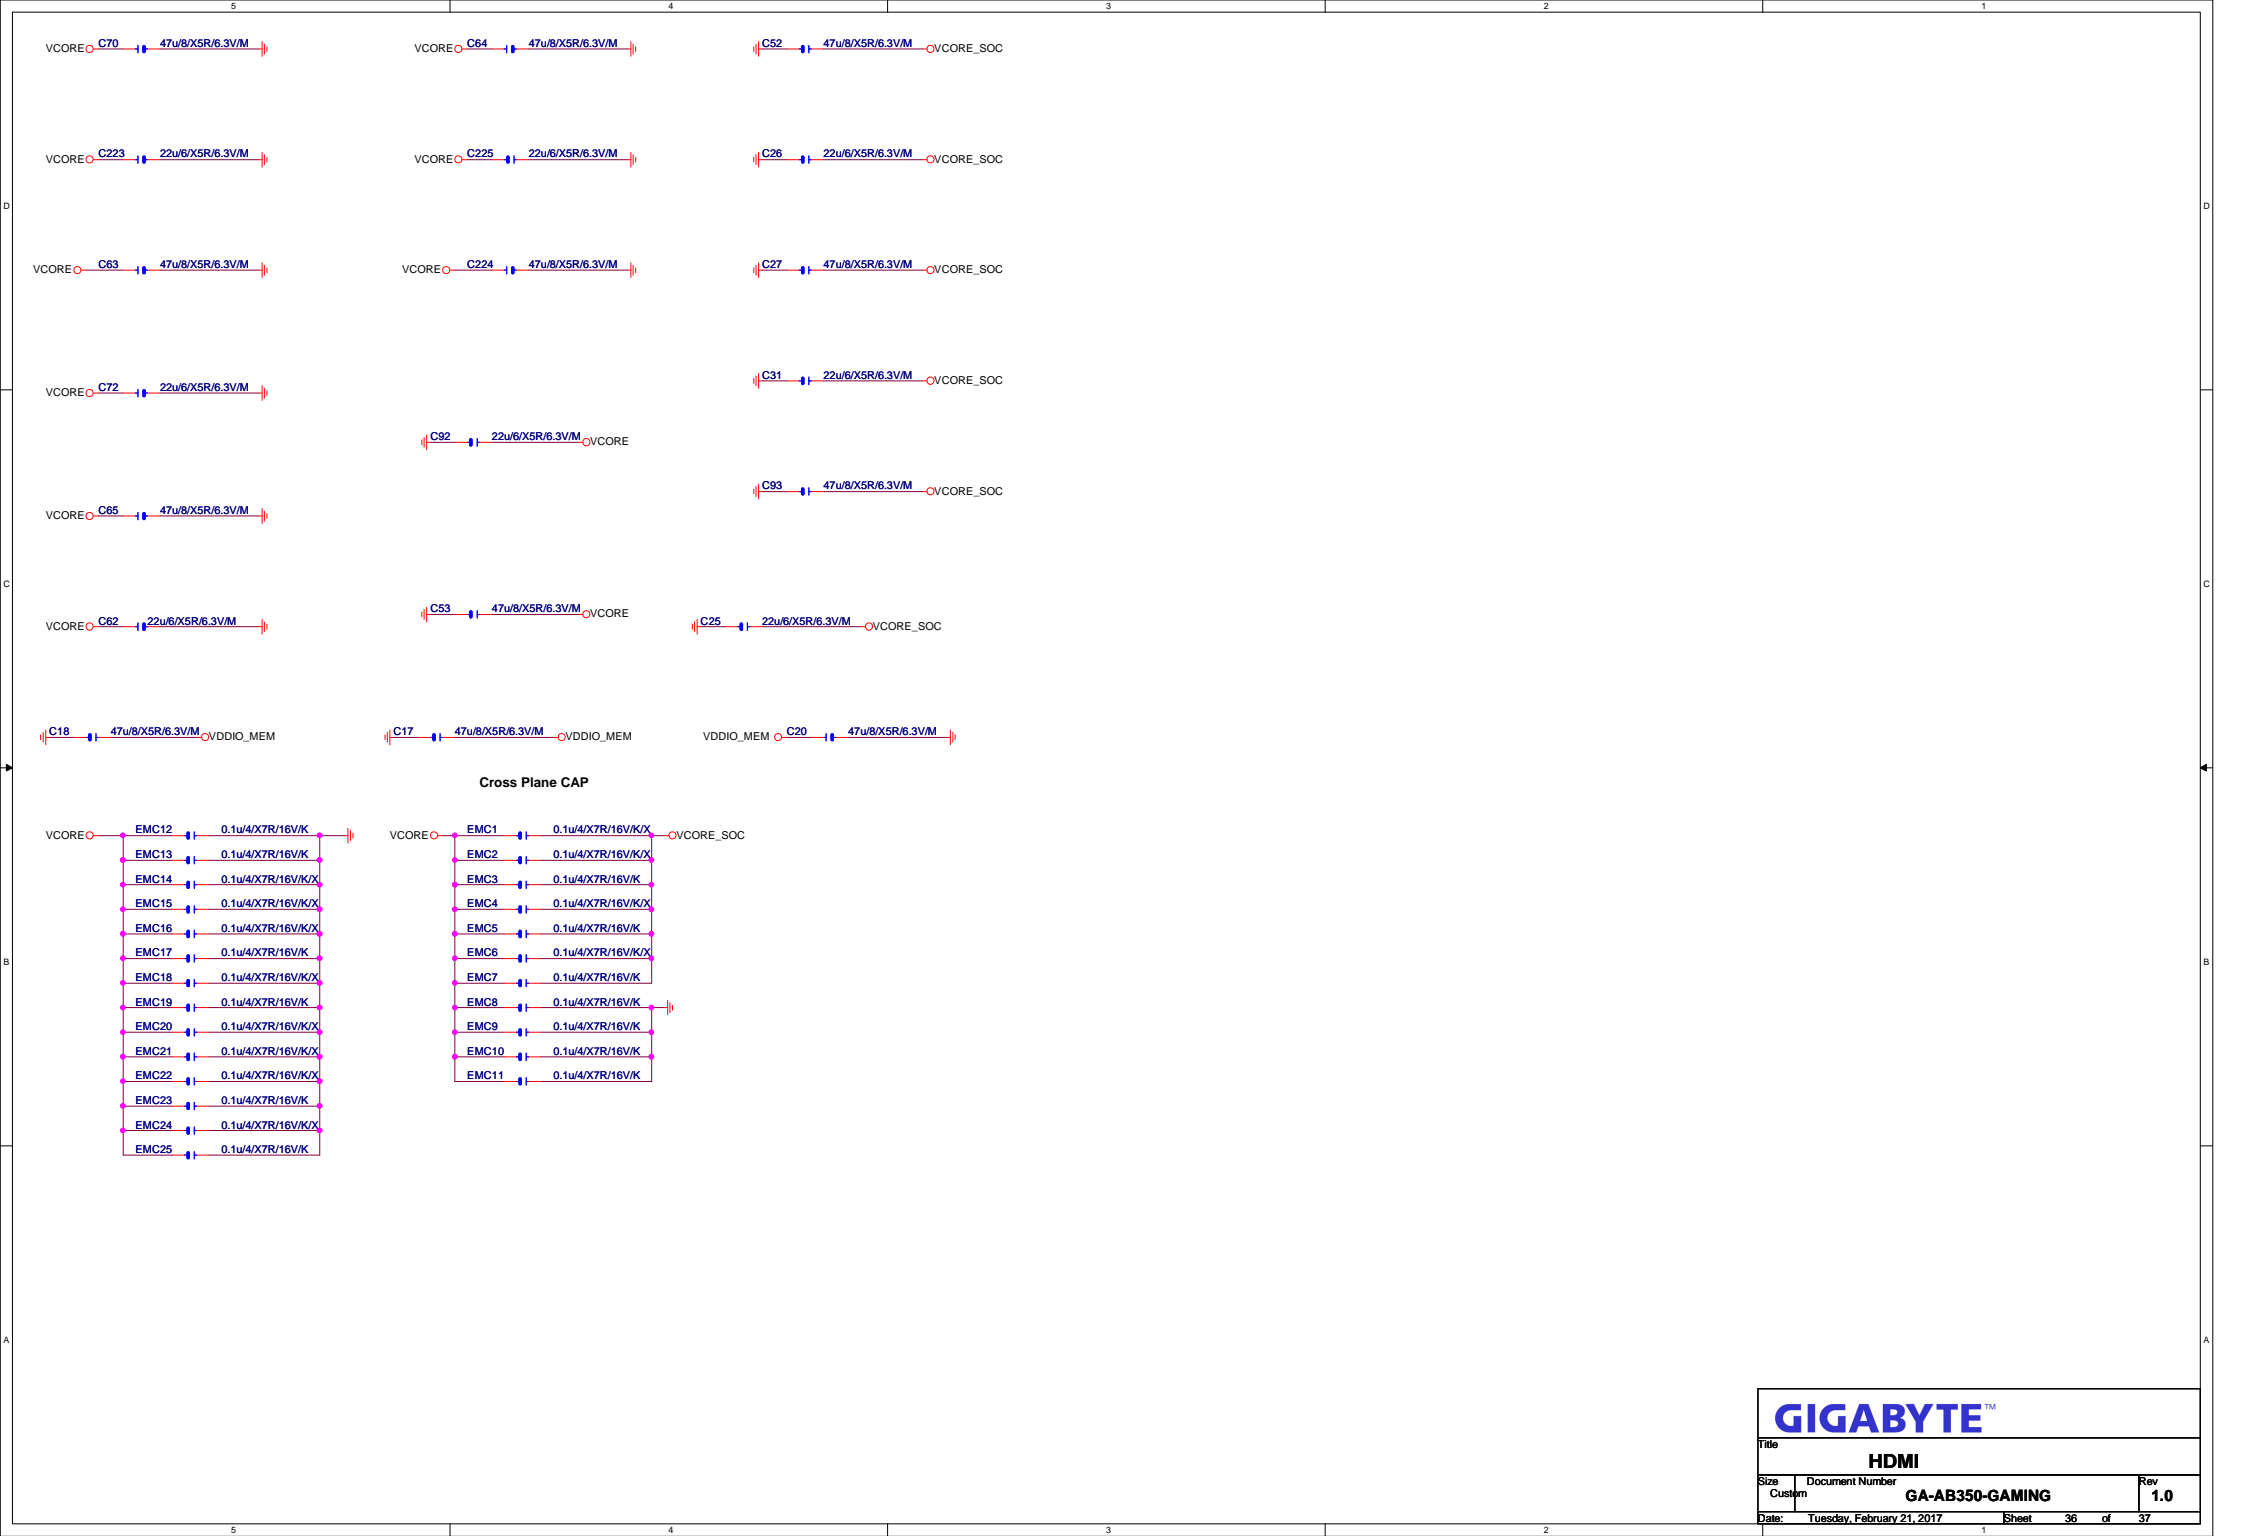 5 4 3 2 1
VCORE C70 47u/8/X5R/6.3V/M
VCORE C64 47u/8/X5R/6.3V/M
C52 47u/8/X5R/6.3V/M VCORE_SOC
VCORE C223 22u/6/X5R/6.3V/M
VCORE C225 22u/6/X5R/6.3V/M
C26 22u/6/X5R/6.3V/M VCORE_SOC
D D
VCORE C63 47u/8/X5R/6.3V/M
VCORE C224 47u/8/X5R/6.3V/M
C27 47u/8/X5R/6.3V/M VCORE_SOC
VCORE C72 22u/6/X5R/6.3V/M
C31 22u/6/X5R/6.3V/M VCORE_SOC
C92 22u/6/X5R/6.3V/M VCORE
C93 47u/8/X5R/6.3V/M VCORE_SOC
VCORE C65 47u/8/X5R/6.3V/M
C C
VCORE C62 22u/6/X5R/6.3V/M
C53 47u/8/X5R/6.3V/M VCORE
C25 22u/6/X5R/6.3V/M VCORE_SOC
C18 47u/8/X5R/6.3V/M VDDIO_MEM
C17 47u/8/X5R/6.3V/M VDDIO_MEM
VDDIO_MEM C20 47u/8/X5R/6.3V/M
Cross Plane CAP
VCORE EMC12 0.1u/4/X7R/16V/K
EMC13 0.1u/4/X7R/16V/K
EMC14 0.1u/4/X7R/16V/K/X
EMC15 0.1u/4/X7R/16V/K/X
EMC16 0.1u/4/X7R/16V/K/X
EMC17 0.1u/4/X7R/16V/K
EMC18 0.1u/4/X7R/16V/K/X
EMC19 0.1u/4/X7R/16V/K
EMC20 0.1u/4/X7R/16V/K/X
EMC21 0.1u/4/X7R/16V/K/X
EMC22 0.1u/4/X7R/16V/K/X
EMC23 0.1u/4/X7R/16V/K
EMC24 0.1u/4/X7R/16V/K/X
EMC25 0.1u/4/X7R/16V/K
VCORE EMC1 0.1u/4/X7R/16V/K/X VCORE_SOC
EMC2 0.1u/4/X7R/16V/K/X
EMC3 0.1u/4/X7R/16V/K
EMC4 0.1u/4/X7R/16V/K/X
EMC5 0.1u/4/X7R/16V/K
EMC6 0.1u/4/X7R/16V/K/X
EMC7 0.1u/4/X7R/16V/K
EMC8 0.1u/4/X7R/16V/K
EMC9 0.1u/4/X7R/16V/K
EMC10 0.1u/4/X7R/16V/K
EMC11 0.1u/4/X7R/16V/K
B B
A A
GIGABYTE™
Title
HDMI
Size Document Number Rev
Custom GA-AB350-GAMING 1.0
Date: Tuesday, February 21, 2017 Sheet 36 of 37
5 4 3 2 1